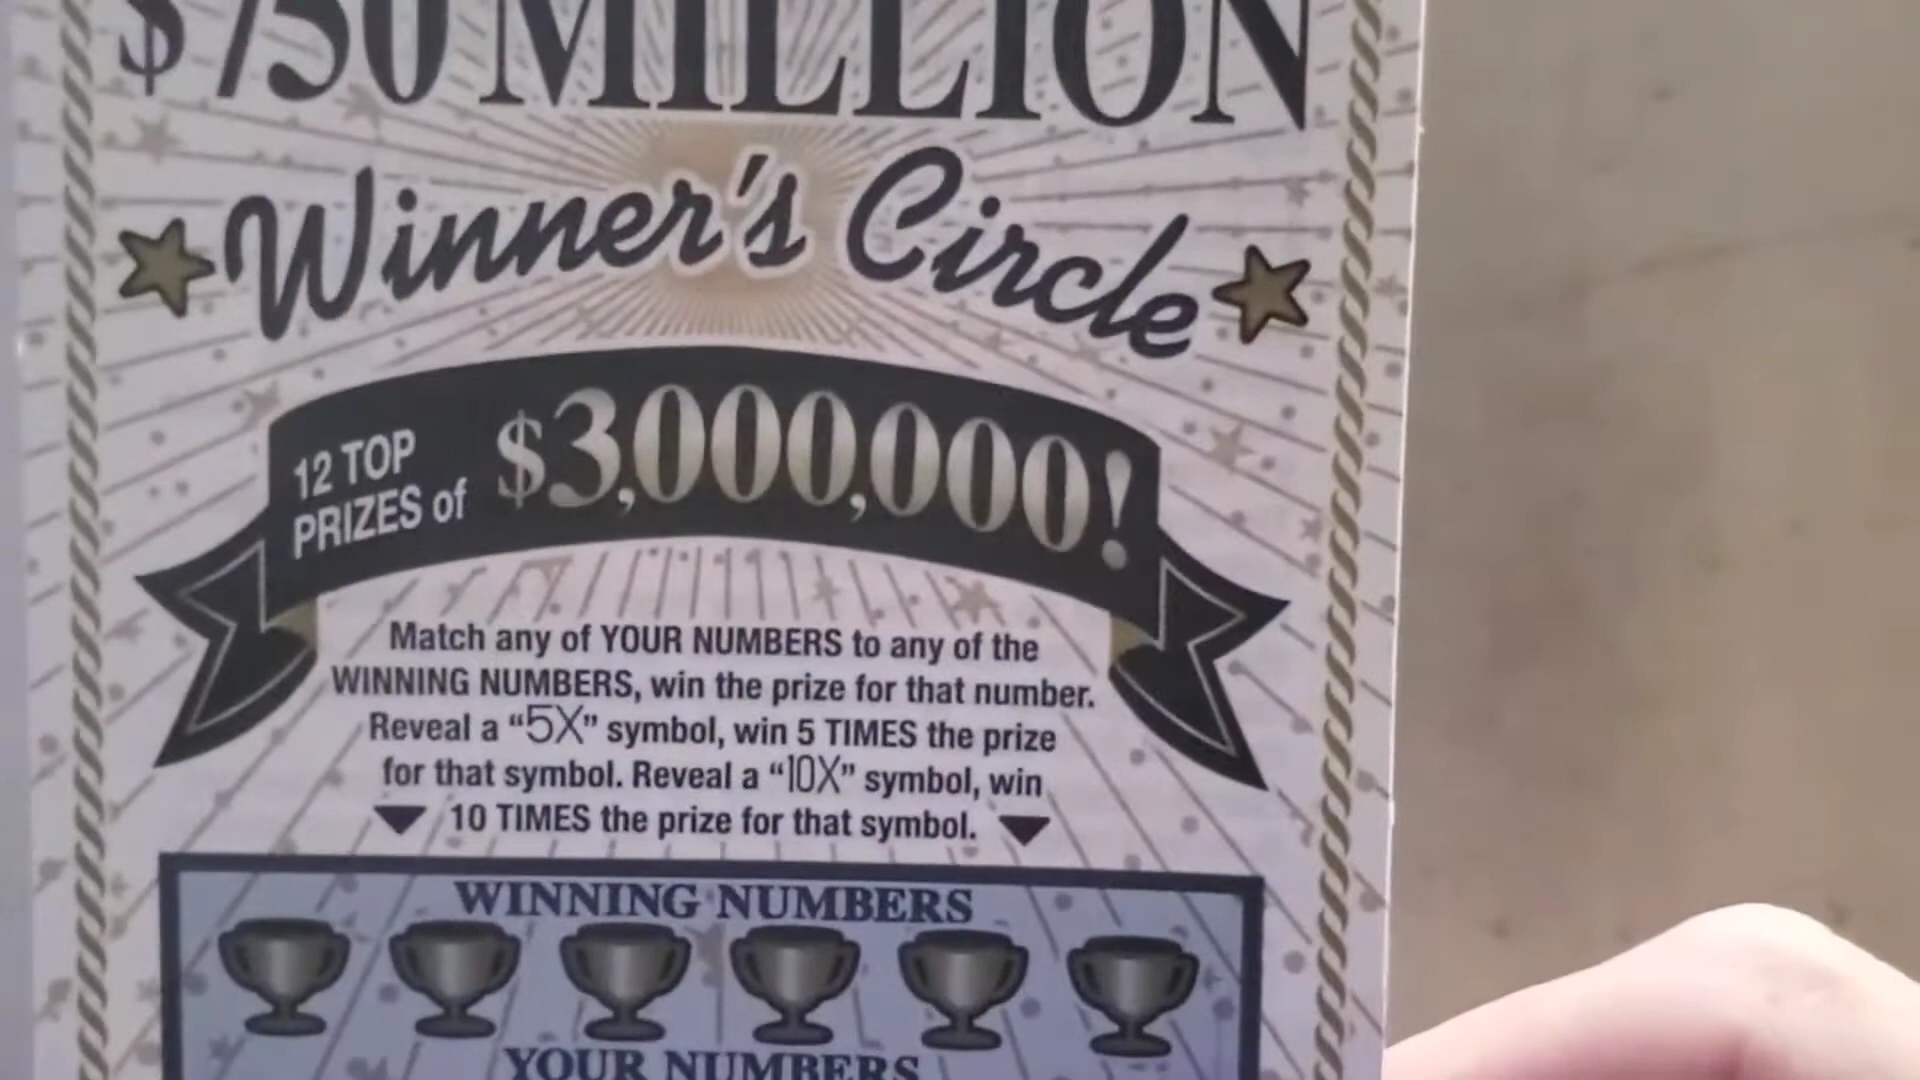 $750 MILLION
Winner's Circle
12 TOP
PRIZES of
$3,000,000!
Match any of YOUR NUMBERS to any of the
WINNING NUMBERS, win the prize for that number.
Reveal a “5X” symbol, win 5 TIMES the prize
for that symbol. Reveal a “10X” symbol, win
10 TIMES the prize for that symbol.
WINNING NUMBERS
YOUR NUMBERS